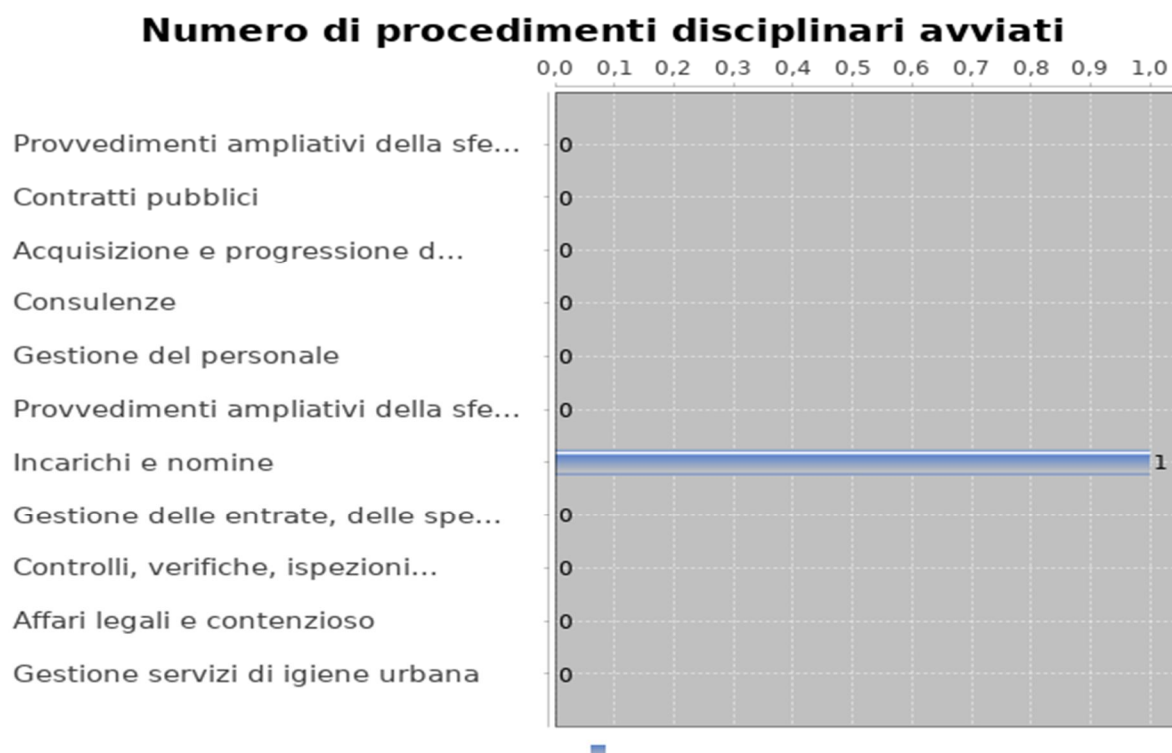 Numero di procedimenti disciplinari avviati
0,0 0,1 0,2 0,3 0,4 0,5 0,6 0,7 0,8 0,9 1,0
Provvedimenti ampliativi della sfe... 0
Contratti pubblici 0
Acquisizione e progressione d... 0
Consulenze 0
Gestione del personale 0
Provvedimenti ampliativi della sfe... 0
Incarichi e nomine 1
Gestione delle entrate, delle spe... 0
Controlli, verifiche, ispezioni... 0
Affari legali e contenzioso 0
Gestione servizi di igiene urbana 0